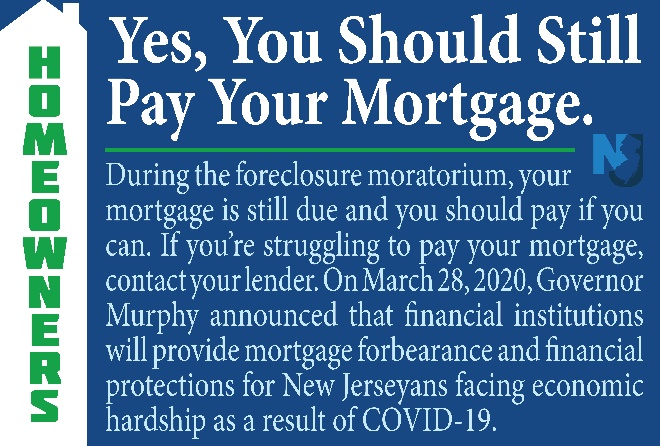 HOMEOWNERS
Yes, You Should Still
Pay Your Mortgage.
NJ
During the foreclosure moratorium, your
mortgage is still due and you should pay if you
can. If you're struggling to pay your mortgage,
contact your lender. On March 28, 2020, Governor
Murphy announced that financial institutions
will provide mortgage forbearance and financial
protections for New Jerseyans facing economic
hardship as a result of COVID-19.